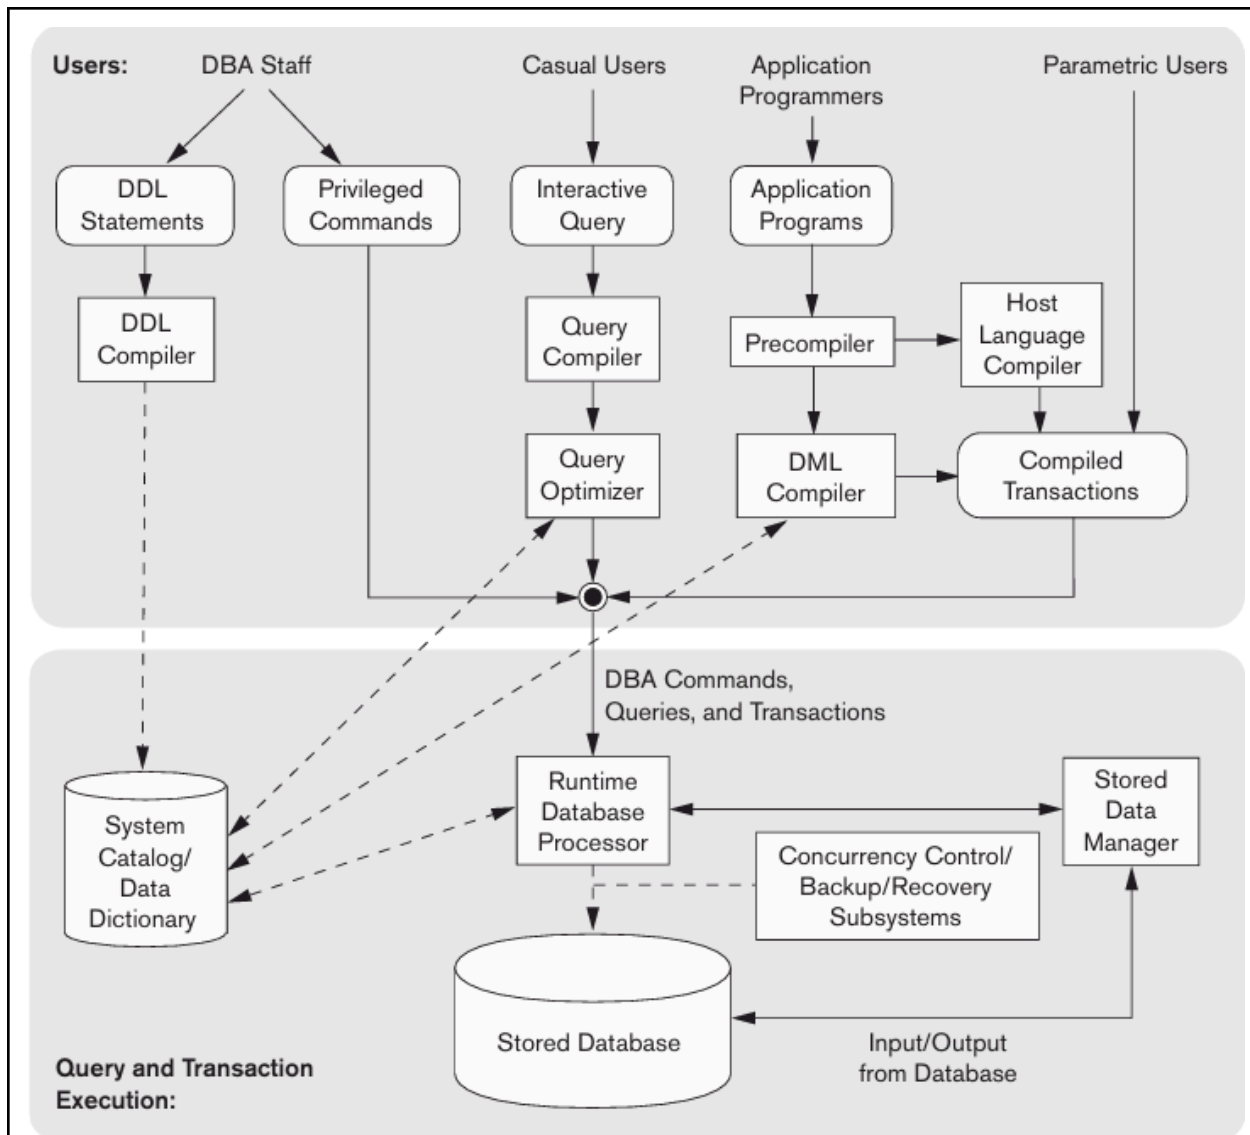 Users:
DBA Staff
Casual Users
Application
Programmers
Parametric Users
DDL
Statements
Privileged
Commands
Interactive
Query
Application
Programs
DDL
Compiler
Query
Compiler
Precompiler
Host
Language
Compiler
Query
Optimizer
DML
Compiler
Compiled
Transactions
DBA Commands,
Queries, and Transactions
System
Catalog/
Data
Dictionary
Runtime
Database
Processor
Stored
Data
Manager
Concurrency Control/
Backup/Recovery
Subsystems
Stored Database
Input/Output
from Database
Query and Transaction
Execution: